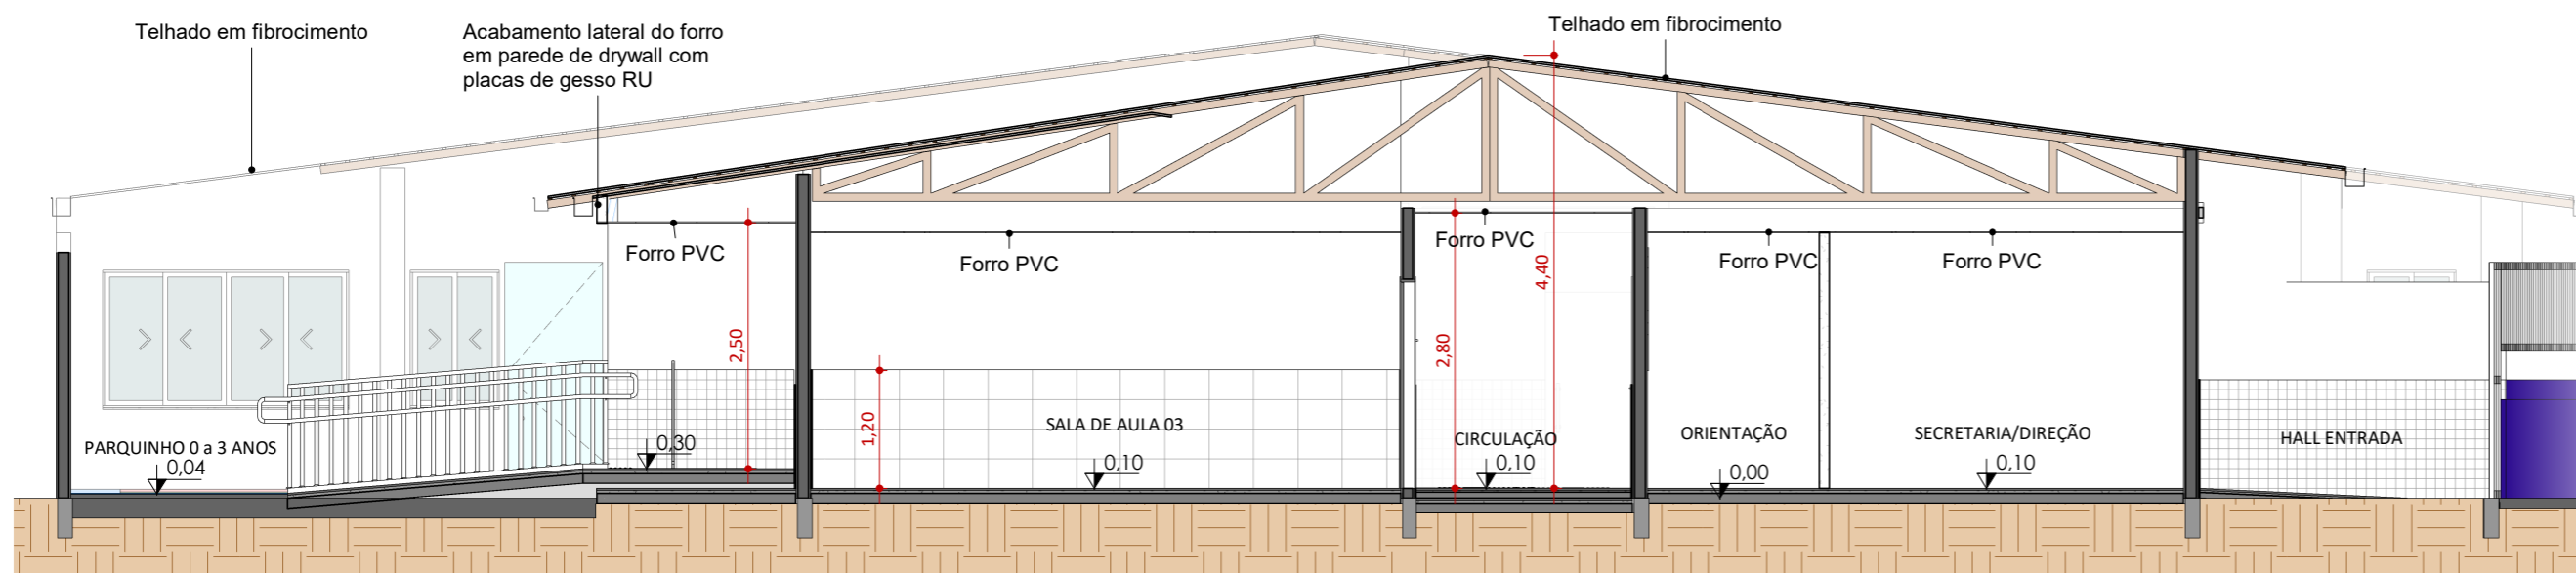 Telhado em fibrocimento
Acabamento lateral do forro
em parede de drywall com
placas de gesso RU
Telhado em fibrocimento
Forro PVC
Forro PVC
Forro PVC
Forro PVC
Forro PVC
2,50
1,20
2,80
4,40
PARQUINHO 0 a 3 ANOS
0,04
0,30
SALA DE AULA 03
0,10
CIRCULAÇÃO
0,10
ORIENTAÇÃO
0,00
SECRETARIA/DIREÇÃO
0,10
HALL ENTRADA